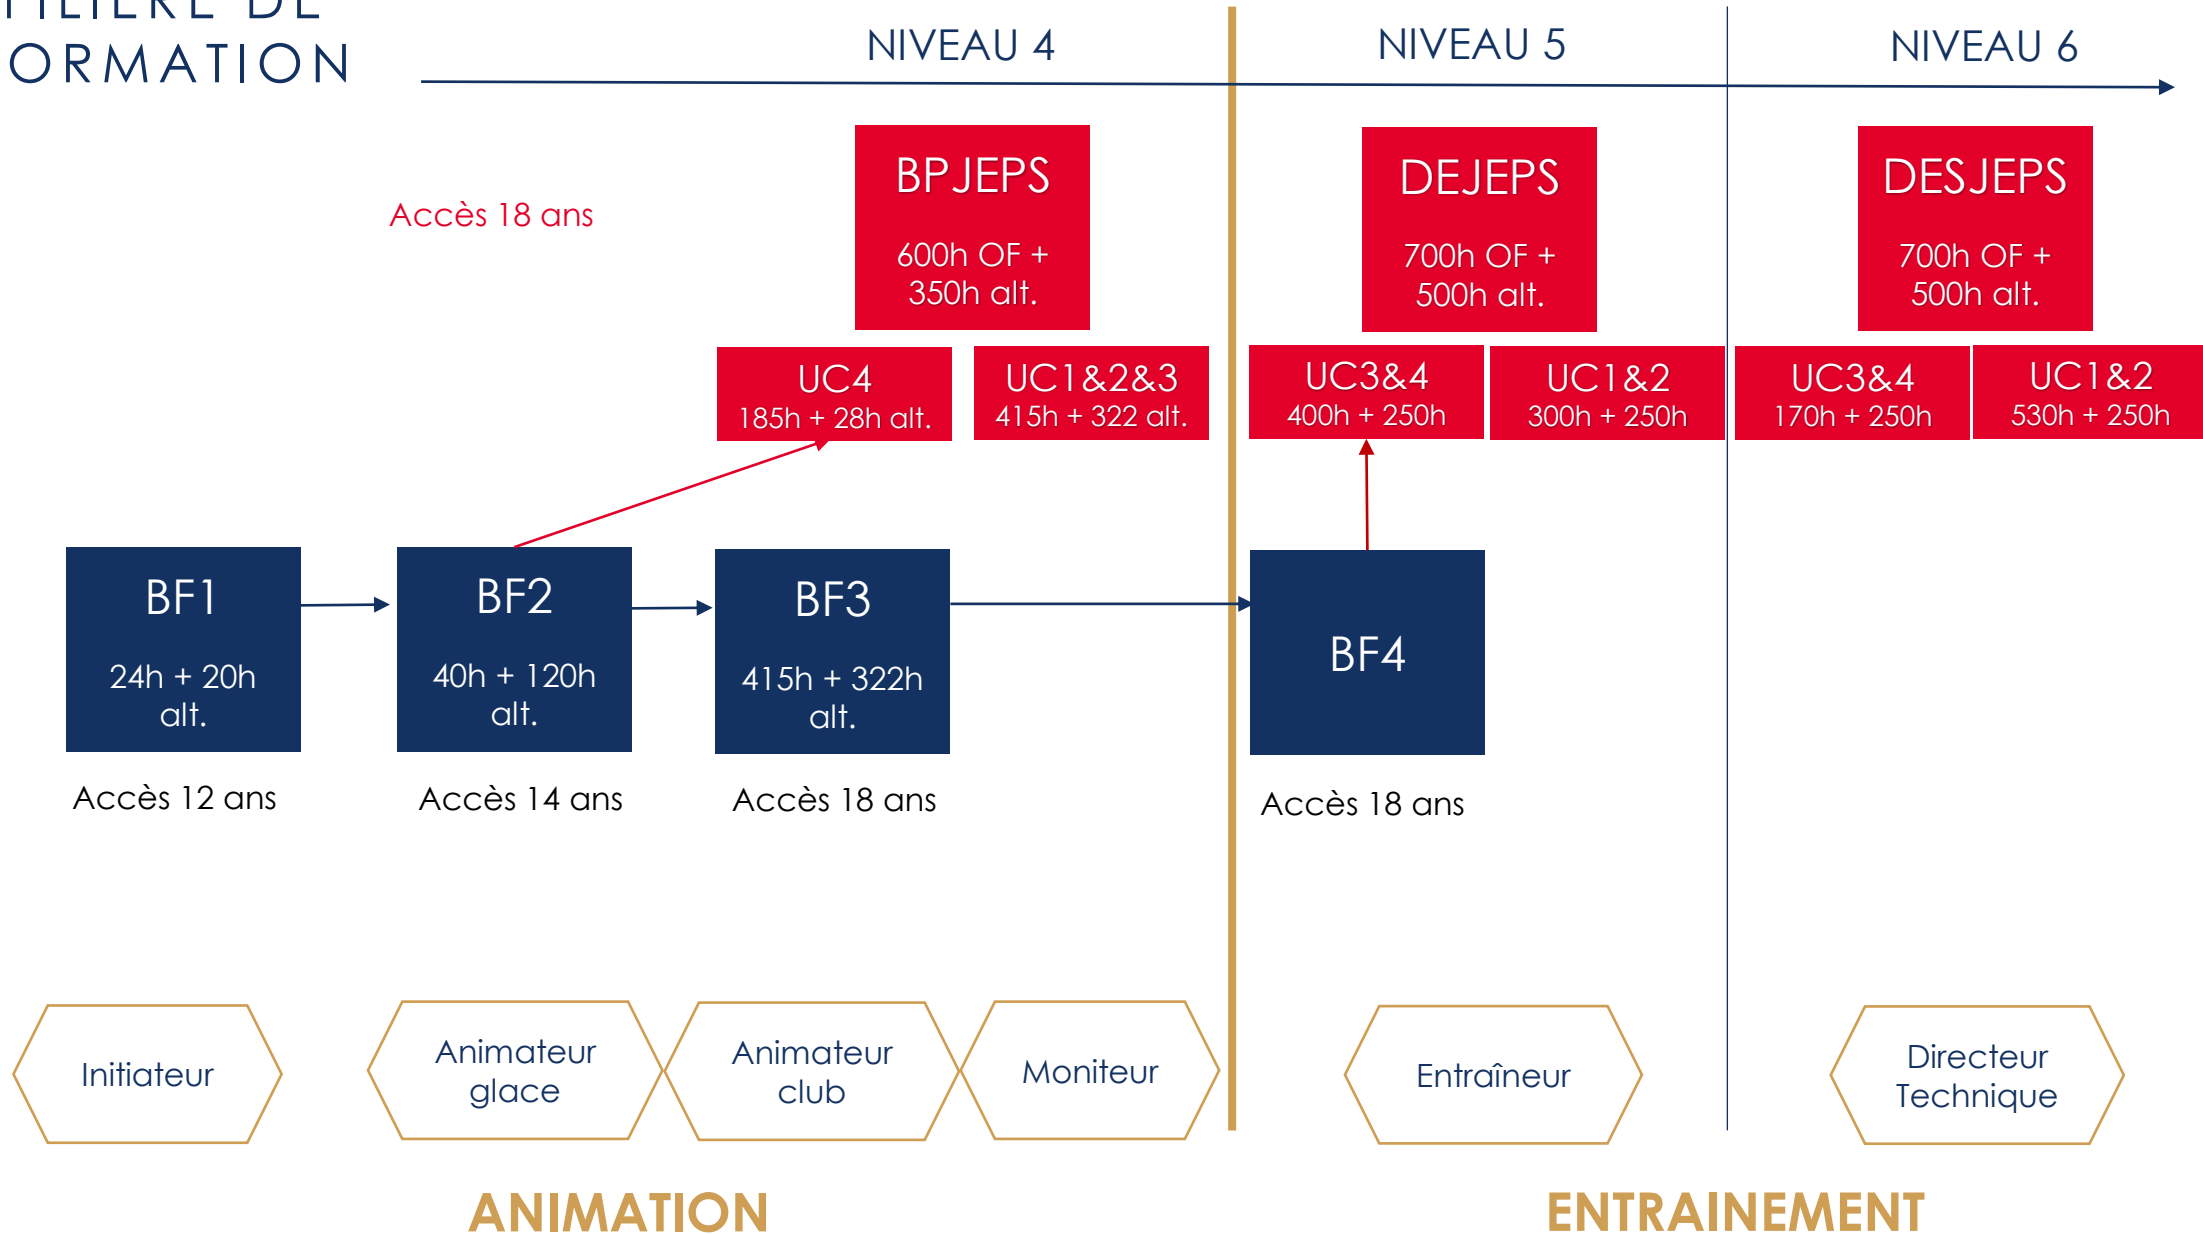 FILIERE DE
ORMATION
NIVEAU 4
NIVEAU 5
NIVEAU 6
Accès 18 ans
BPJEPS
600h OF +
350h alt.
DEJEPS
700h OF +
500h alt.
DESJEPS
700h OF +
500h alt.
UC4
185h + 28h alt.
UC1&2&3
415h + 322 alt.
UC3&4
400h + 250h
UC1&2
300h + 250h
UC3&4
170h + 250h
UC1&2
530h + 250h
BF1
24h + 20h
alt.
BF2
40h + 120h
alt.
BF3
415h + 322h
alt.
BF4
Accès 12 ans
Accès 14 ans
Accès 18 ans
Accès 18 ans
Initiateur
Animateur
glace
Animateur
club
Moniteur
Entraîneur
Directeur
Technique
ANIMATION
ENTRAINEMENT